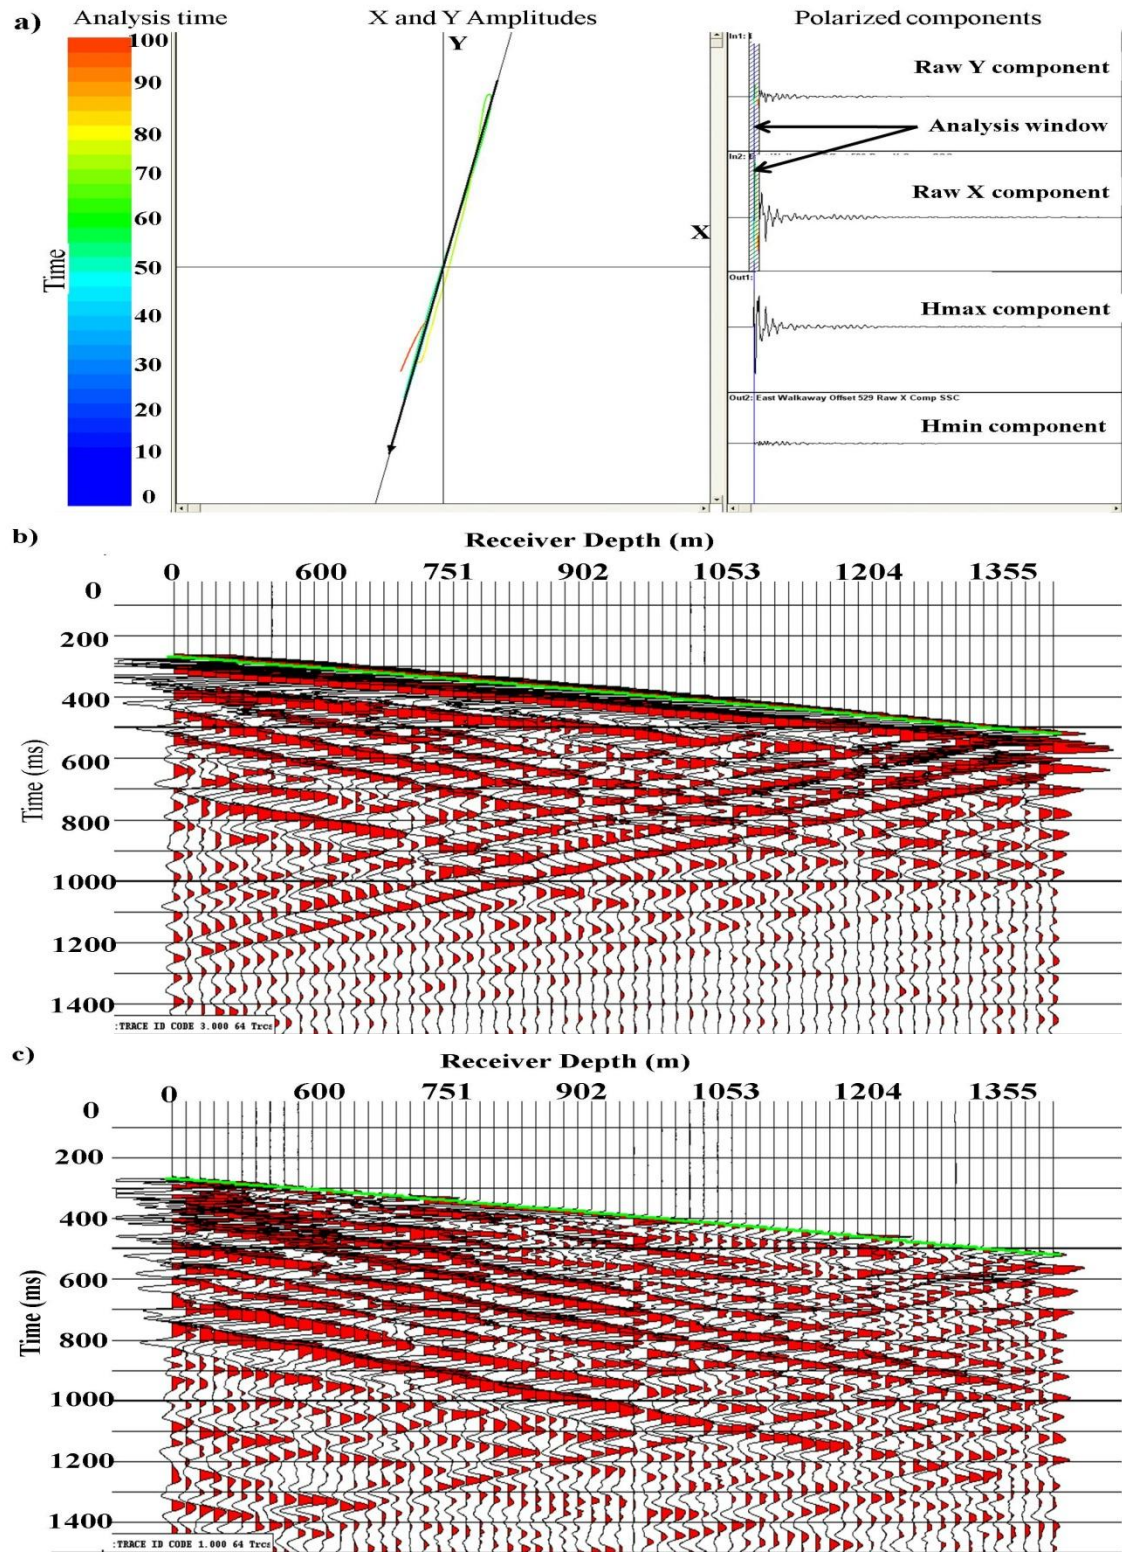 a)
Analysis time
X and Y Amplitudes
Polarized components
100
90
80
70
60
50
40
30
20
10
0
Time
Y
X
In1:
Raw Y component
Analysis window
In2:
Raw X component
Out1:
Hmax component
Out2: East Walkaway Offset 529 Raw X Comp SSC
Hmin component
b)
Receiver Depth (m)
0 600 751 902 1053 1204 1355
0
200
400
600
800
1000
1200
1400
Time (ms)
:TRACE ID CODE 3.000 64 Trcs
c)
Receiver Depth (m)
0 600 751 902 1053 1204 1355
0
200
400
600
800
1000
1200
1400
Time (ms)
:TRACE ID CODE 1.000 64 Trcs